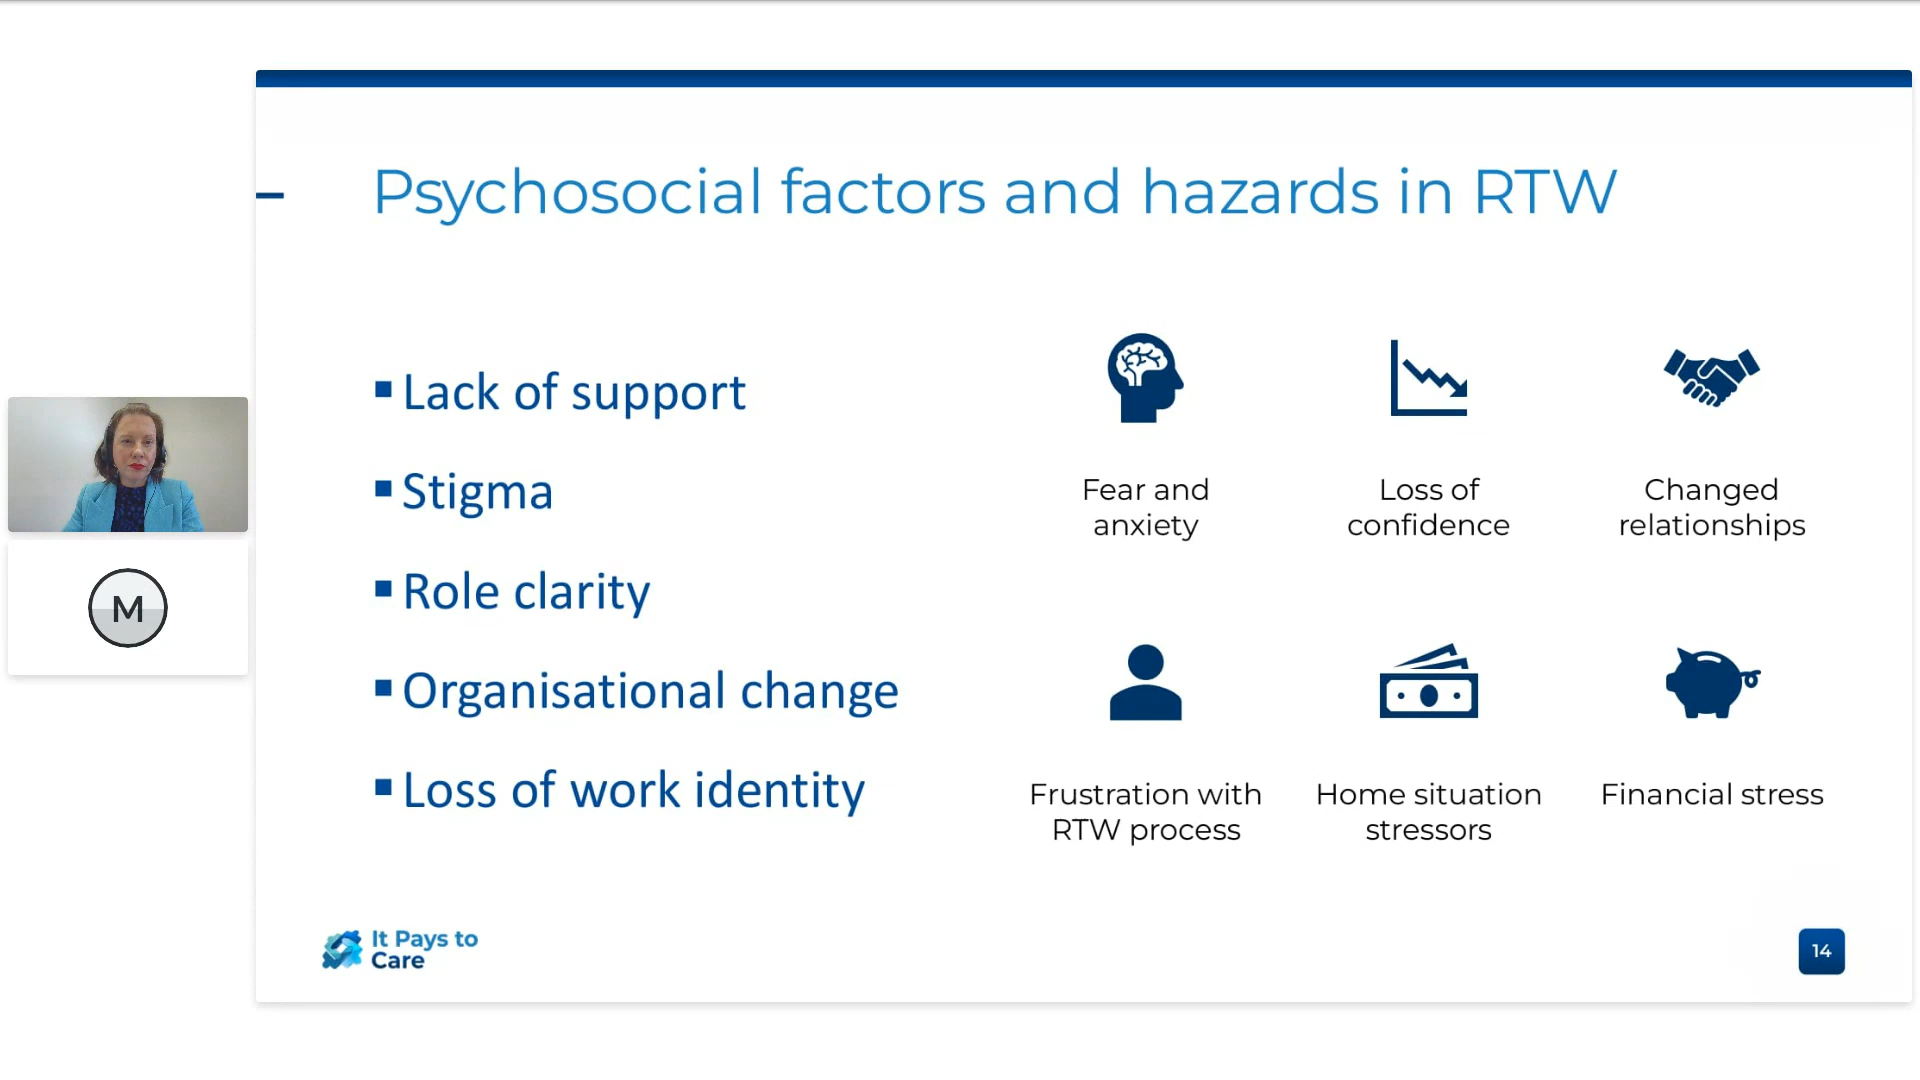 Psychosocial factors and hazards in RTW
Lack of support
Stigma
Role clarity
Organisational change
Loss of work identity
Fear and
anxiety
Loss of
confidence
Changed
relationships
Frustration with
RTW process
Home situation
stressors
Financial stress
M
It Pays to
Care
14